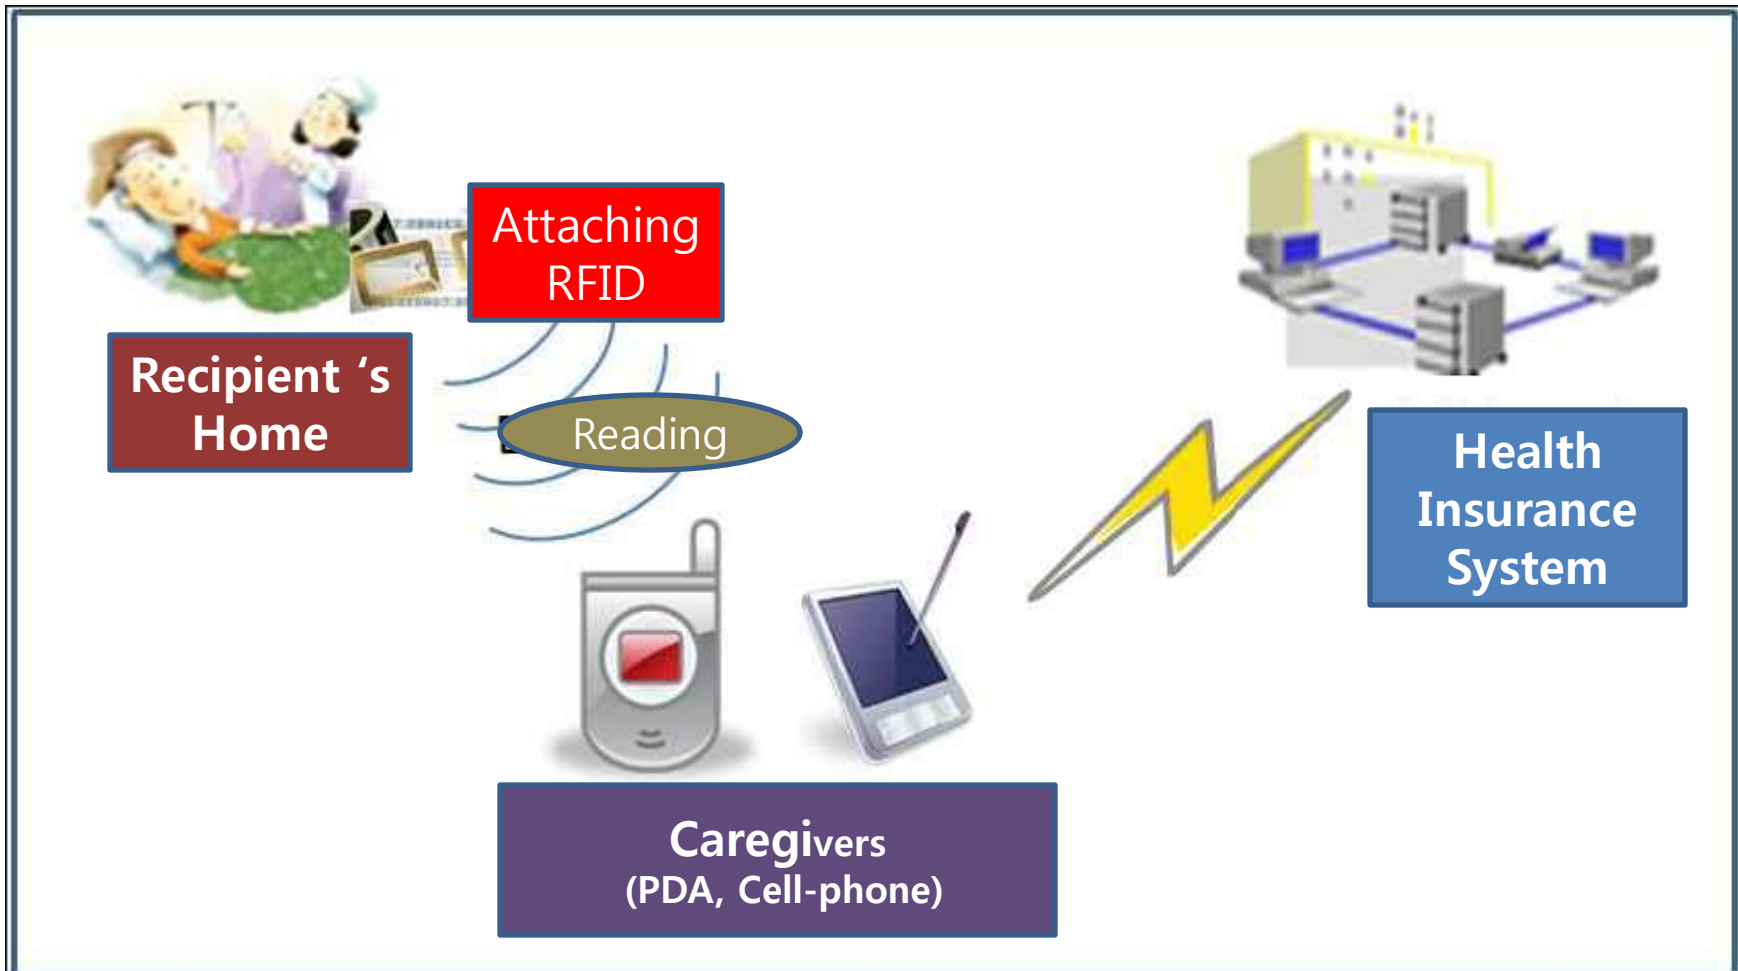 Attaching
RFID
Recipient ‘s
Home
Reading
Health
Insurance
System
Caregivers
(PDA, Cell-phone)